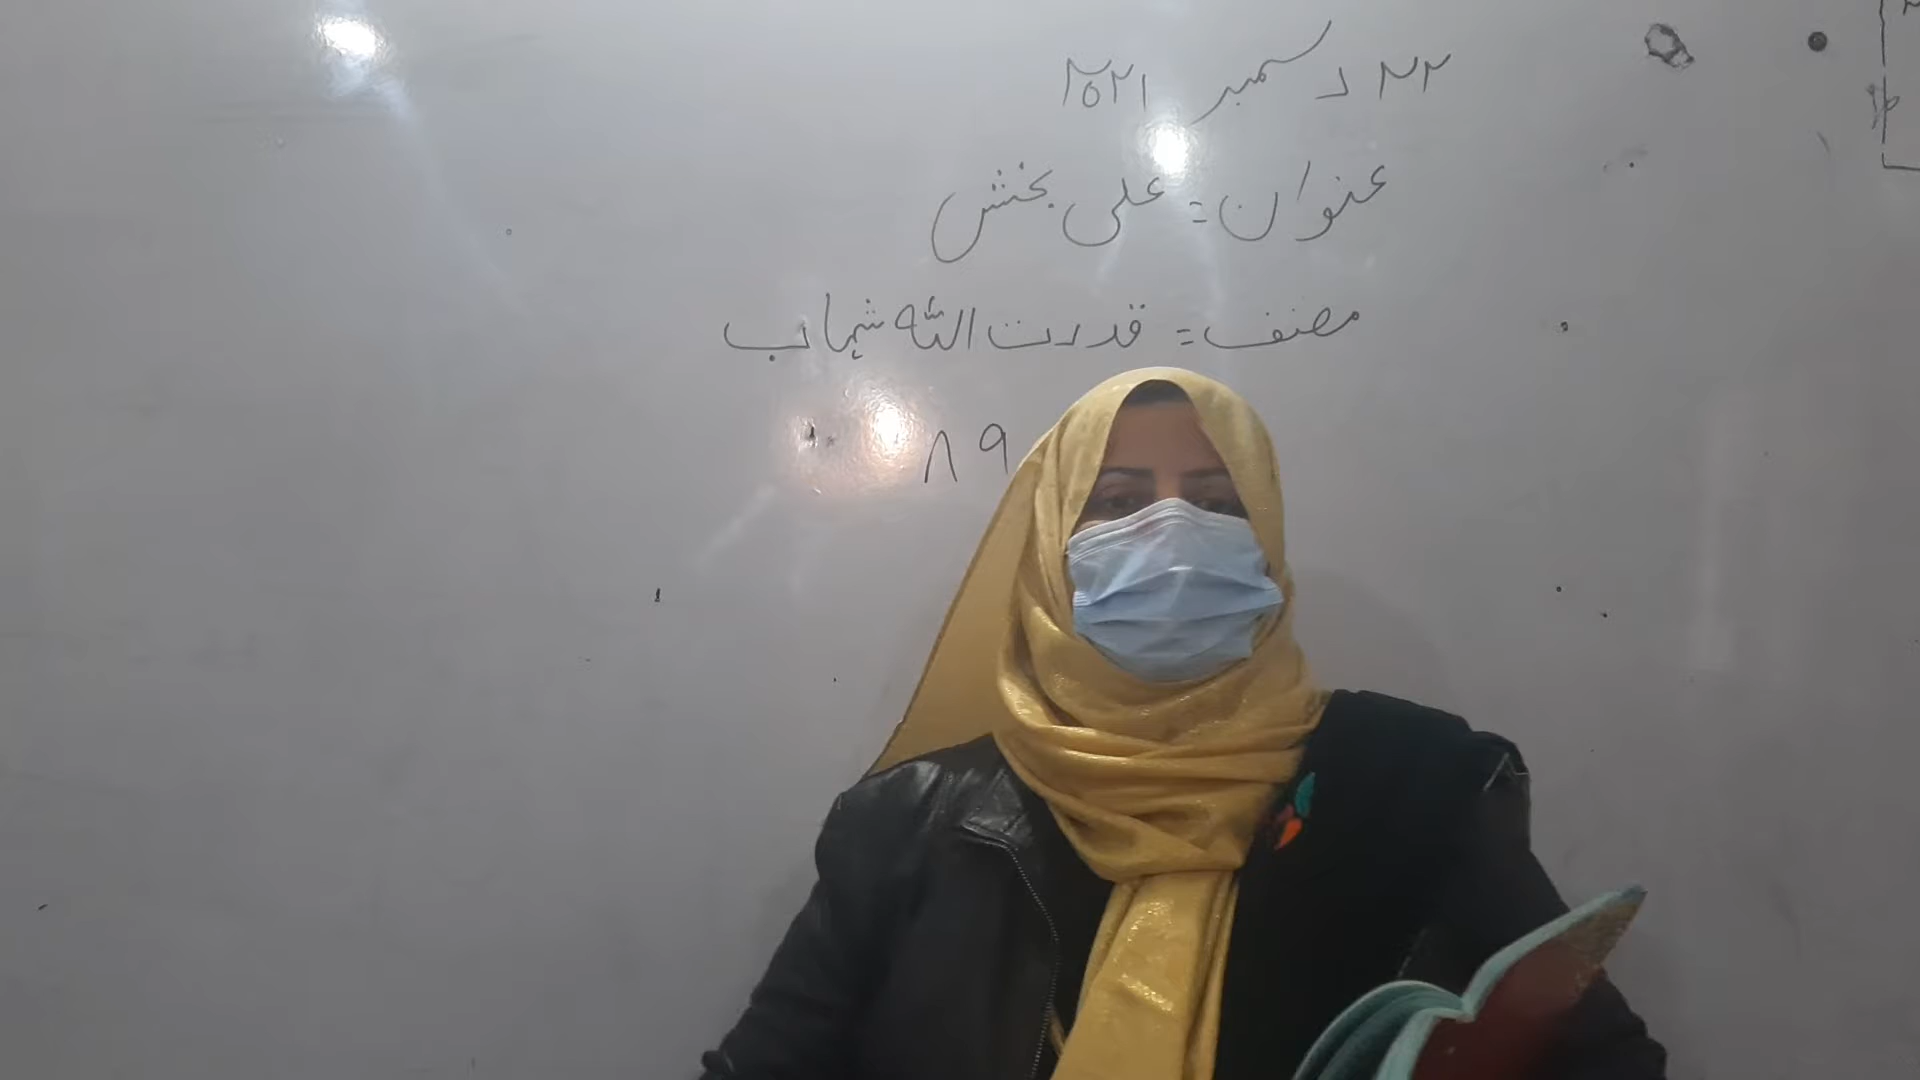 ۲۲ دسمبر ۲۰۲۱
عنوان = علی بخش
مصنف = قدرت اللہ شہاب
۸۹